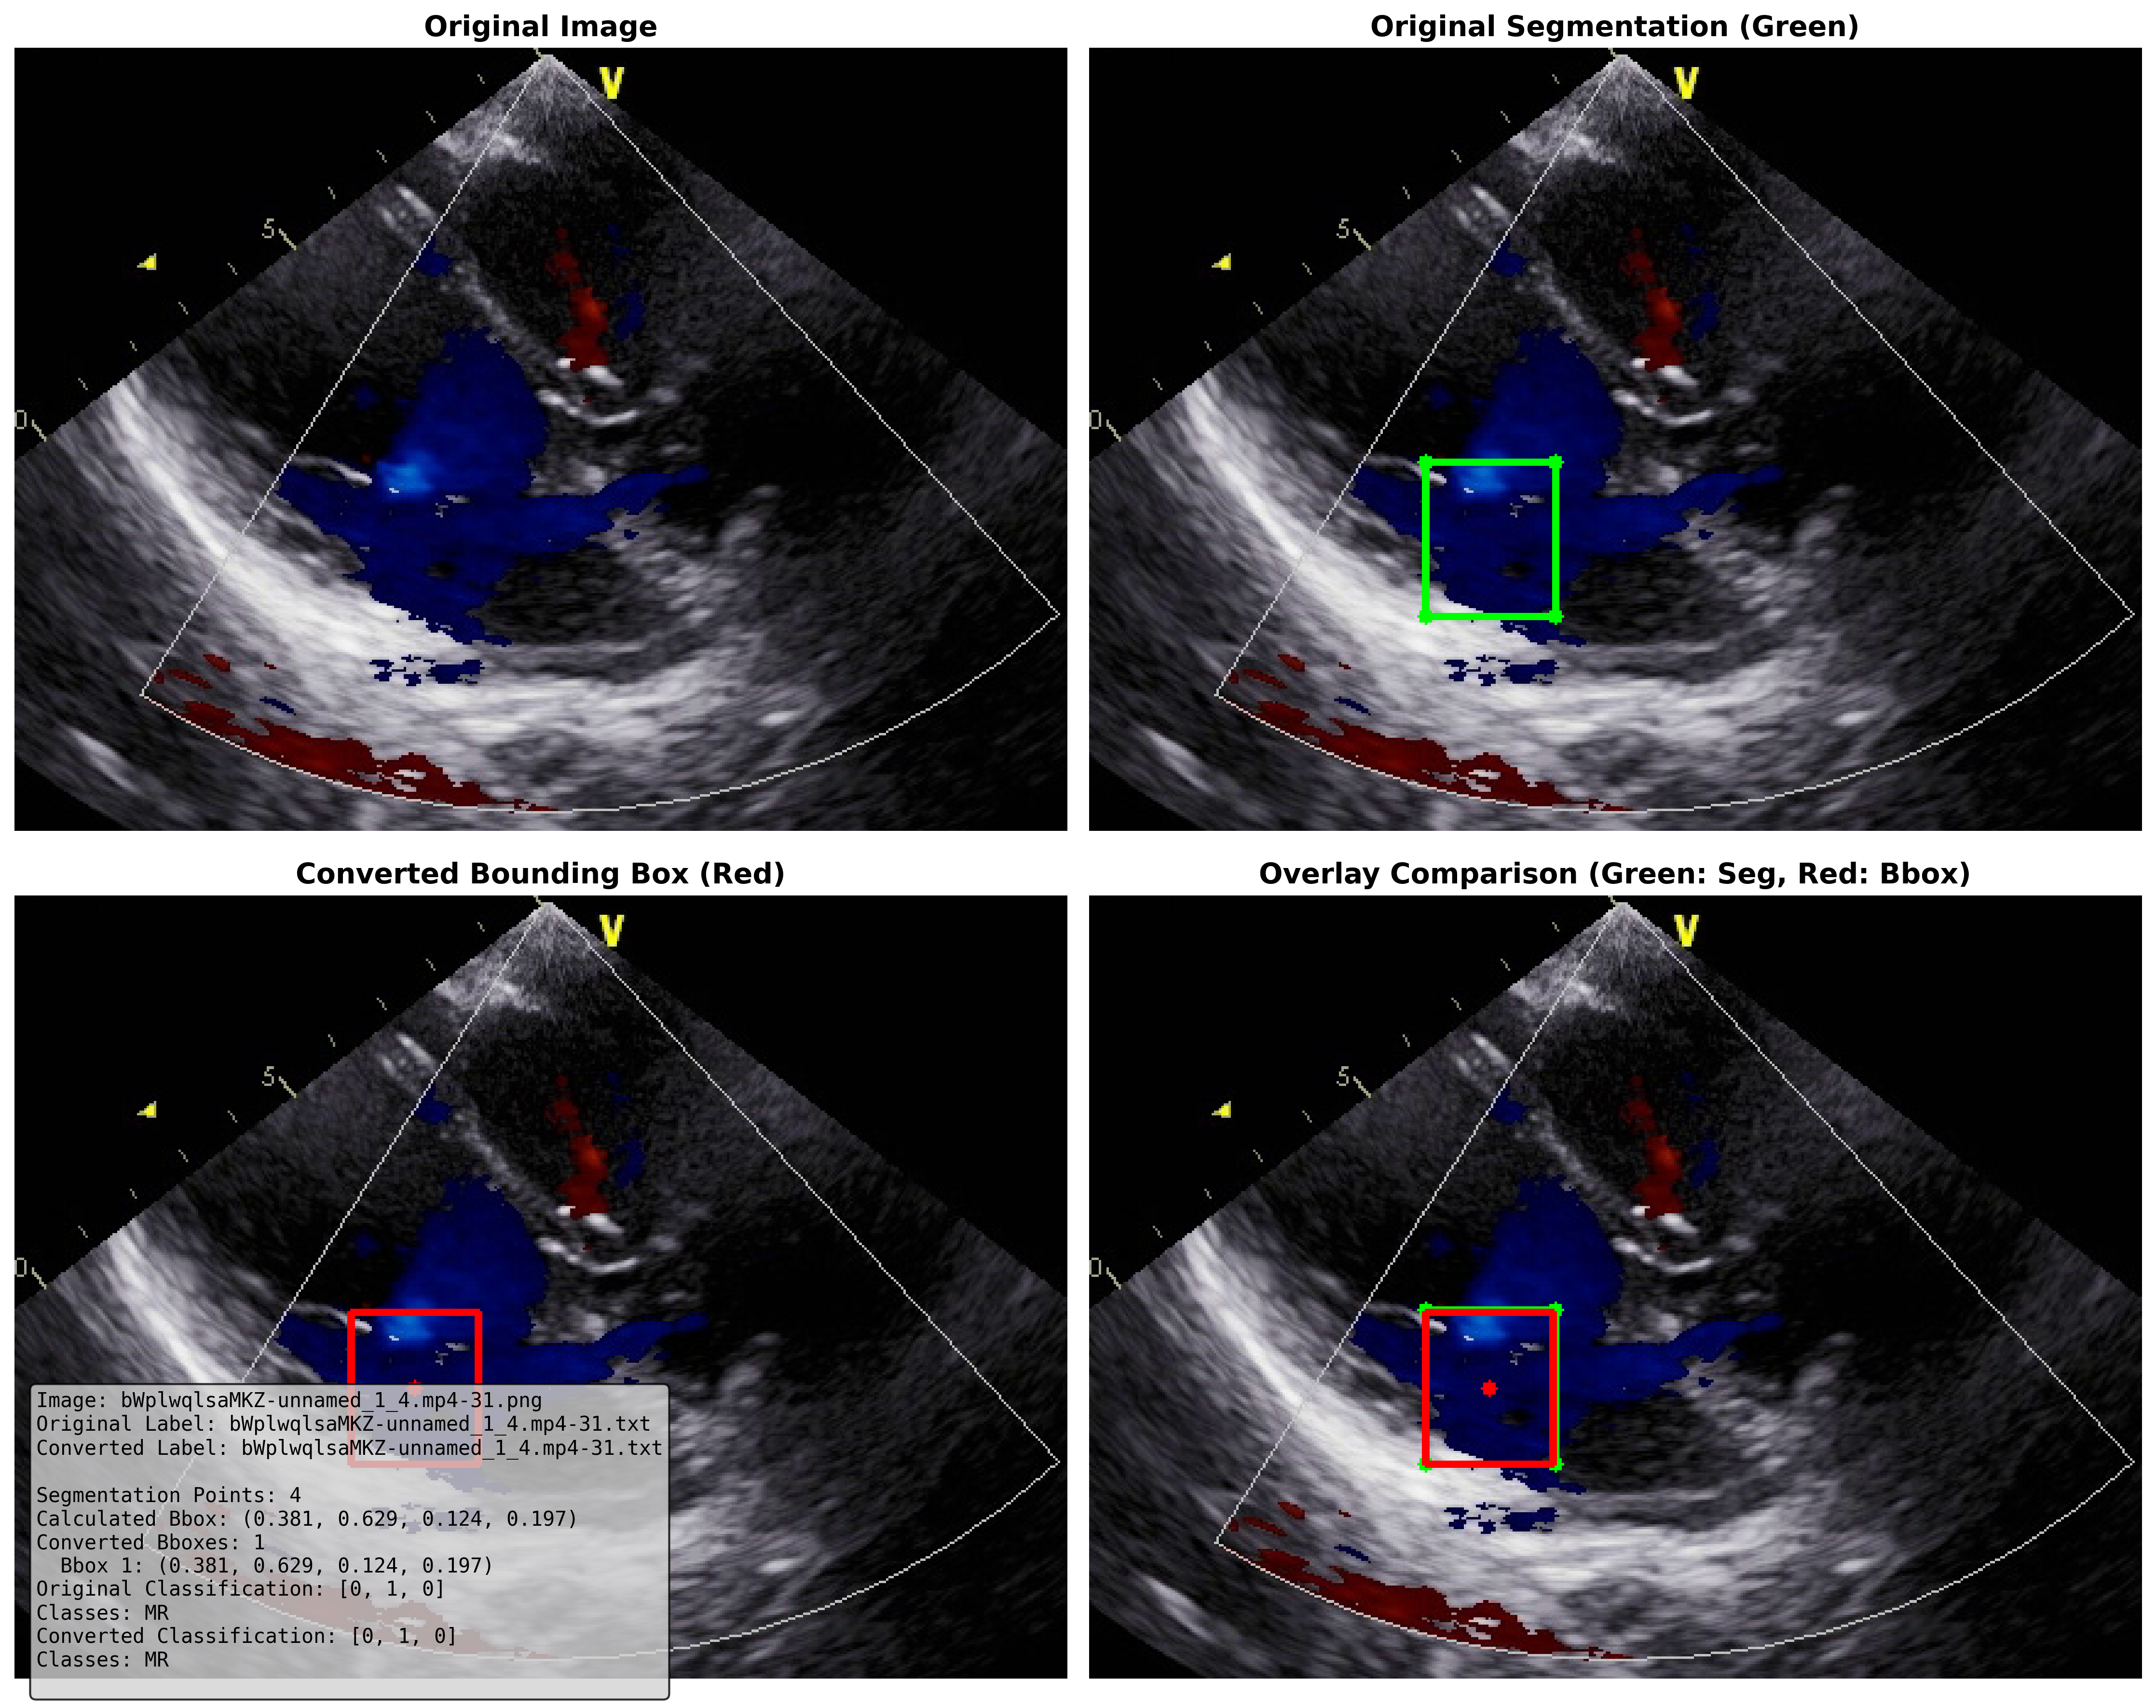 Original Image
Original Segmentation (Green)
V
5
0
V
5
0
Converted Bounding Box (Red)
Overlay Comparison (Green: Seg, Red: Bbox)
V
5
0
V
5
0
Image: bWplwqlsaMKZ-unnamed_1_4.mp4-31.png
Original Label: bWplwqlsaMKZ-unnamed_1_4.mp4-31.txt
Converted Label: bWplwqlsaMKZ-unnamed_1_4.mp4-31.txt
Segmentation Points: 4
Calculated Bbox: (0.381, 0.629, 0.124, 0.197)
Converted Bboxes: 1
Bbox 1: (0.381, 0.629, 0.124, 0.197)
Original Classification: [0, 1, 0]
Classes: MR
Converted Classification: [0, 1, 0]
Classes: MR